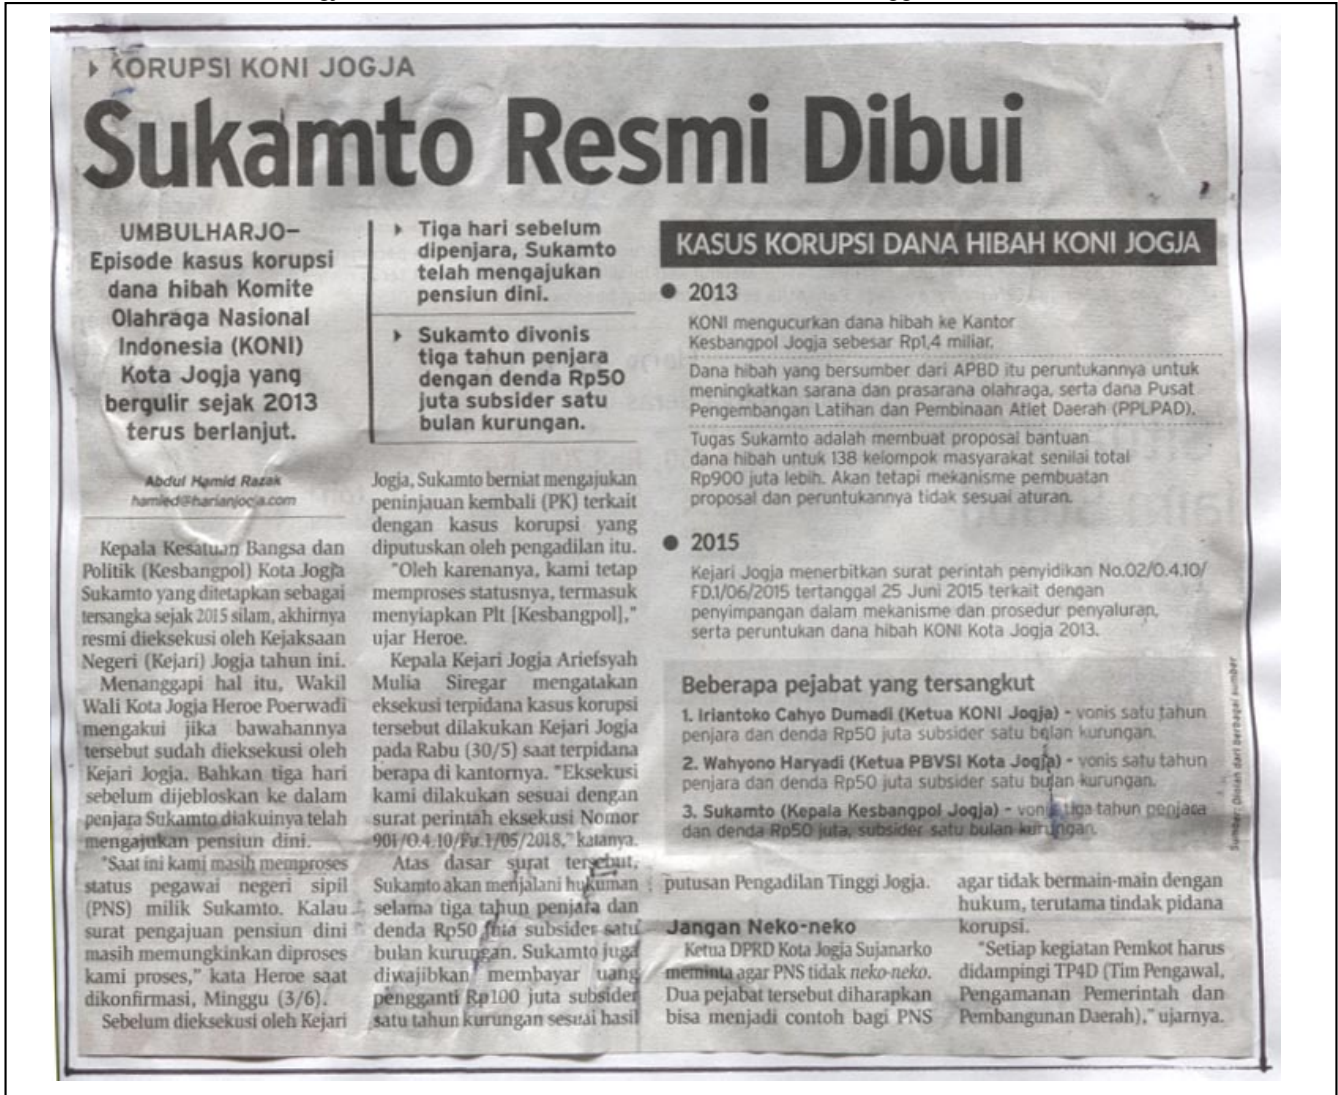 KORUPSI KONI JOGJA
Sukamto Resmi Dibui
UMBULHARJO–
Episode kasus korupsi
dana hibah Komite
Olahraga Nasional
Indonesia (KONI)
Kota Jogja yang
bergulir sejak 2013
terus berlanjut.
Tiga hari sebelum
dipenjara, Sukamto
telah mengajukan
pensiun dini.
Sukamto divonis
tiga tahun penjara
dengan denda Rp50
juta subsider satu
bulan kurungan.
Abdul Hamid Razak
hamied@harianjogja.com
Kepala Kesatuan Bangsa dan
Politik (Kesbangpol) Kota Jogja
Sukamto yang ditetapkan sebagai
tersangka sejak 2015 silam, akhirnya
resmi dieksekusi oleh Kejaksaan
Negeri (Kejari) Jogja tahun ini.
Menanggapi hal itu, Wakil
Wali Kota Jogja Heroe Poerwadi
mengakui jika bawahannya
tersebut sudah dieksekusi oleh
Kejari Jogja. Bahkan tiga hari
sebelum dijebloskan ke dalam
penjara Sukamto diakuinya telah
mengajukan pensiun dini.
"Saat ini kami masih memproses
status pegawai negeri sipil
(PNS) milik Sukamto. Kalau
surat pengajuan pensiun dini
masih memungkinkan diproses
kami proses," kata Heroe saat
dikonfirmasi, Minggu (3/6).
Sebelum dieksekusi oleh Kejari
Jogja, Sukamto berniat mengajukan
peninjauan kembali (PK) terkait
dengan kasus korupsi yang
diputuskan oleh pengadilan itu.
"Oleh karenanya, kami tetap
memproses statusnya, termasuk
menyiapkan Plt [Kesbangpol],"
ujar Heroe.
Kepala Kejari Jogja Ariefsyah
Mulia Siregar mengatakan
eksekusi terpidana kasus korupsi
tersebut dilakukan Kejari Jogja
pada Rabu (30/5) saat terpidana
berapa di kantornya. "Eksekusi
kami dilakukan sesuai dengan
surat perintah eksekusi Nomor
901/O.4.10/Fu.1/05/2018," katanya.
Atas dasar surat tersebut,
Sukamto akan menjalani hukuman
selama tiga tahun penjara dan
denda Rp50 juta subsider satu
bulan kurungan. Sukamto juga
diwajibkan membayar uang
pengganti Rp100 juta subsider
satu tahun kurungan sesuai hasil
KASUS KORUPSI DANA HIBAH KONI JOGJA
2013
KONI mengucurkan dana hibah ke Kantor
Kesbangpol Jogja sebesar Rp1,4 miliar.
Dana hibah yang bersumber dari APBD itu peruntukannya untuk
meningkatkan sarana dan prasarana olahraga, serta dana Pusat
Pengembangan Latihan dan Pembinaan Atlet Daerah (PPLPAD).
Tugas Sukamto adalah membuat proposal bantuan
dana hibah untuk 138 kelompok masyarakat senilai total
Rp900 juta lebih. Akan tetapi mekanisme pembuatan
proposal dan peruntukannya tidak sesuai aturan.
2015
Kejari Jogja menerbitkan surat perintah penyidikan No.02/O.4.10/
FD.1/06/2015 tertanggal 25 Juni 2015 terkait dengan
penyimpangan dalam mekanisme dan prosedur penyaluran,
serta peruntukan dana hibah KONI Kota Jogja 2013.
Beberapa pejabat yang tersangkut
1. Iriantoko Cahyo Dumadi (Ketua KONI Jogja) - vonis satu tahun
penjara dan denda Rp50 juta subsider satu bulan kurungan.
2. Wahyono Haryadi (Ketua PBVSI Kota Jogja) - vonis satu tahun
penjara dan denda Rp50 juta subsider satu bulan kurungan.
3. Sukamto (Kepala Kesbangpol Jogja) - vonis tiga tahun penjara
dan denda Rp50 juta, subsider satu bulan kurungan.
Sumber: Diolah dari berbagai sumber
putusan Pengadilan Tinggi Jogja.
Jangan Neko-neko
Ketua DPRD Kota Jogja Sujanarko
meminta agar PNS tidak neko-neko.
Dua pejabat tersebut diharapkan
bisa menjadi contoh bagi PNS
agar tidak bermain-main dengan
hukum, terutama tindak pidana
korupsi.
"Setiap kegiatan Pemkot harus
didampingi TP4D (Tim Pengawal,
Pengamanan Pemerintah dan
Pembangunan Daerah)," ujarnya.